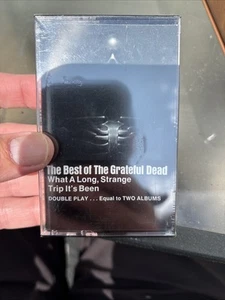 The Best of The Grateful Dead
What A Long, Strange
Trip It's Been
DOUBLE PLAY . . . Equal to TWO ALBUMS